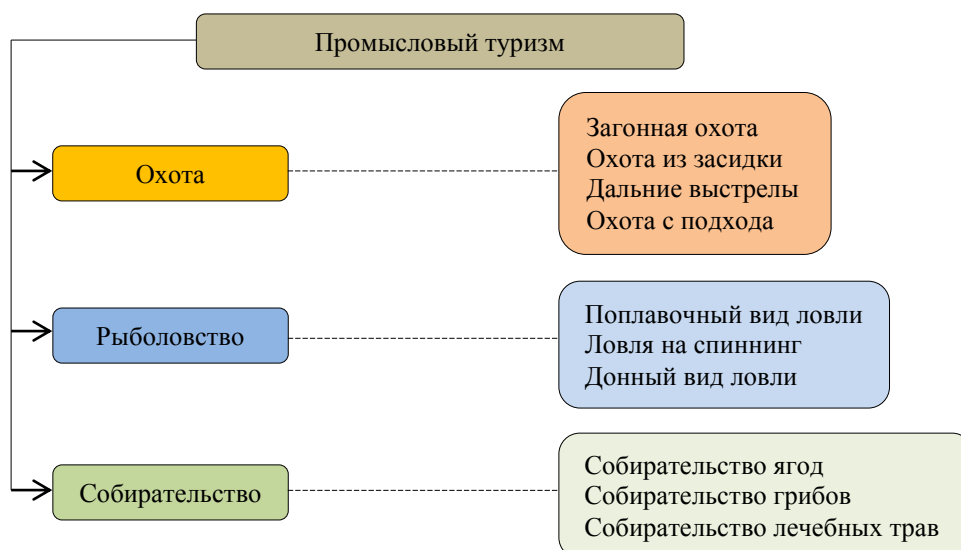 Промысловый туризм
Охота
Загонная охота
Охота из засидки
Дальние выстрелы
Охота с подхода
Рыболовство
Поплавочный вид ловли
Ловля на спиннинг
Донный вид ловли
Собирательство
Собирательство ягод
Собирательство грибов
Собирательство лечебных трав